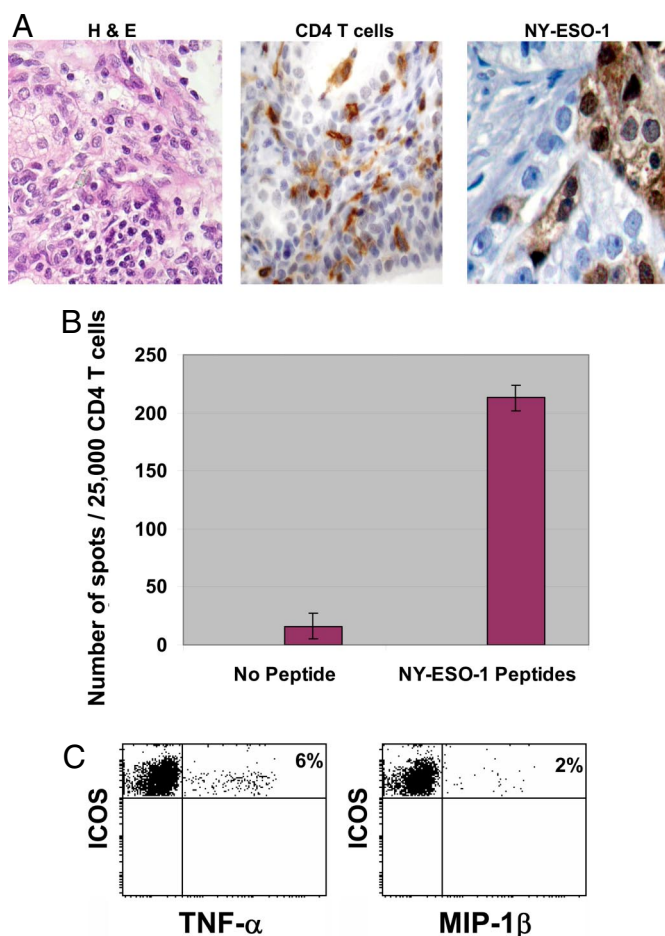 A
H & E
CD4 T cells
NY-ESO-1
B
Number of spots / 25,000 CD4 T cells
250
200
150
100
50
0
No Peptide
NY-ESO-1 Peptides
C
ICOS
6%
TNF-α
ICOS
2%
MIP-1β